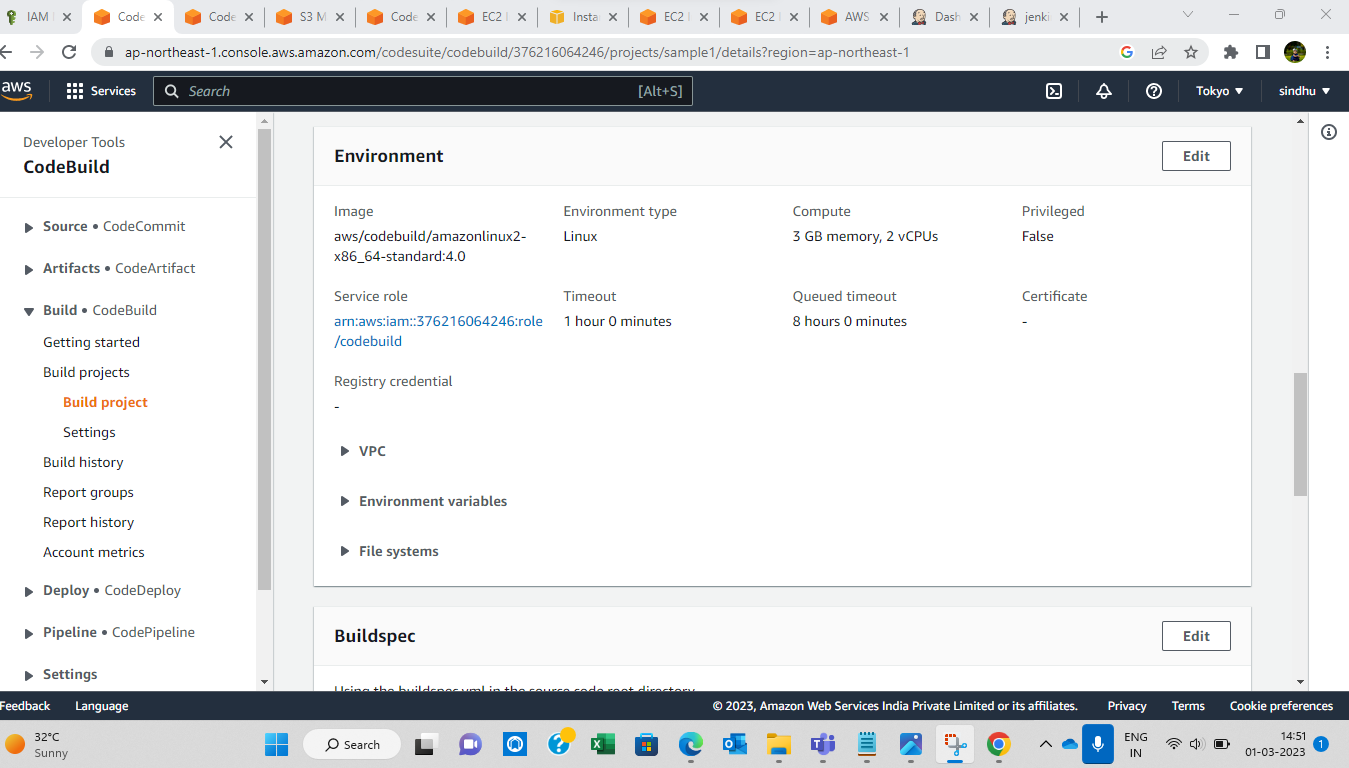 IAM
Code
Code
S3 M
Code
EC2
Insta
EC2
EC2
AWS
Dash
jenki
ap-northeast-1.console.aws.amazon.com/codesuite/codebuild/376216064246/projects/sample1/details?region=ap-northeast-1
aws
Services
Search
[Alt+S]
Tokyo
sindhu
Developer Tools
CodeBuild
Source • CodeCommit
Artifacts • CodeArtifact
Build • CodeBuild
Getting started
Build projects
Build project
Settings
Build history
Report groups
Report history
Account metrics
Deploy • CodeDeploy
Pipeline • CodePipeline
Settings
Environment
Edit
Image
aws/codebuild/amazonlinux2-
x86_64-standard:4.0
Environment type
Linux
Compute
3 GB memory, 2 vCPUs
Privileged
False
Service role
arn:aws:iam::376216064246:role
/codebuild
Timeout
1 hour 0 minutes
Queued timeout
8 hours 0 minutes
Certificate
-
Registry credential
-
VPC
Environment variables
File systems
Buildspec
Edit
Using the buildspec.yml in the source code root directory
Feedback
Language
© 2023, Amazon Web Services India Private Limited or its affiliates.
Privacy
Terms
Cookie preferences
32°C
Sunny
Search
ENG
IN
14:51
01-03-2023
1